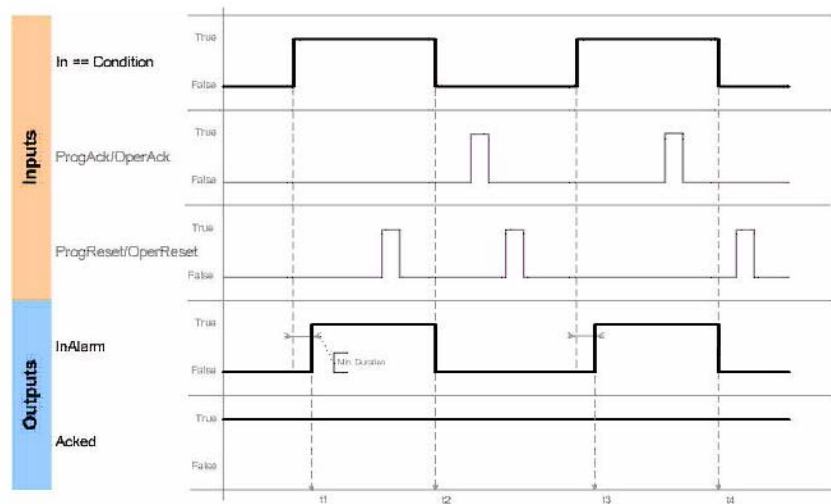 Inputs
True
In == Condition
False
True
ProgAck/OperAck
False
True
ProgReset/OperReset
False
Outputs
True
InAlarm
Min. Duration
False
True
Acked
False
t1
t2
t3
t4